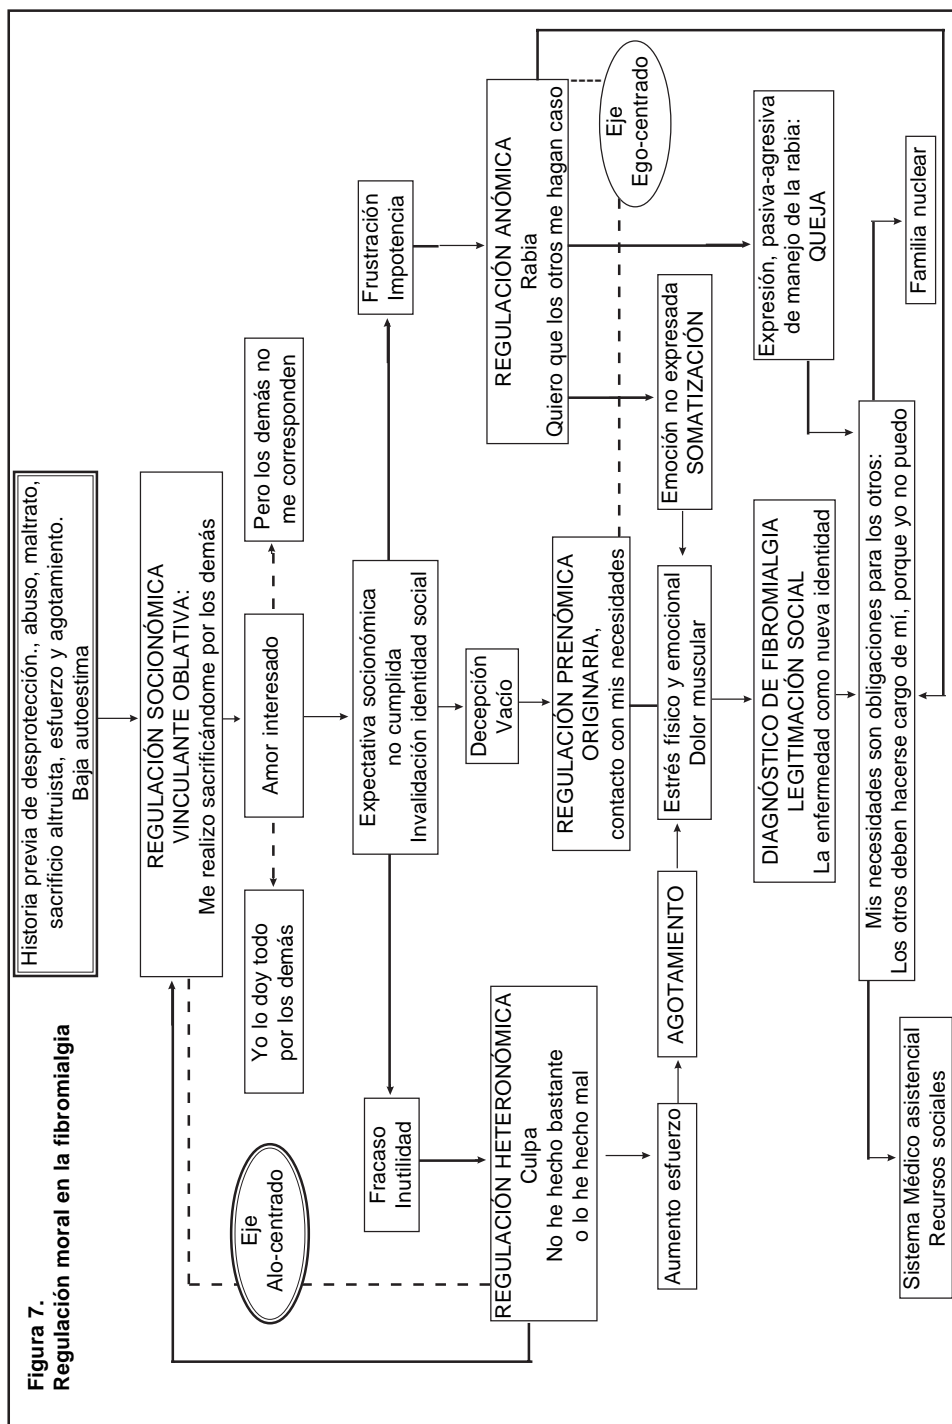 Figura 7.
Regulación moral en la fibromialgia
Historia previa de desprotección., abuso, maltrato,
sacrificio altruista, esfuerzo y agotamiento.
Baja autoestima
REGULACIÓN SOCIONÓMICA
VINCULANTE OBLATIVA:
Me realizo sacrificándome por los demás
Yo lo doy todo
por los demás
Amor interesado
Pero los demás no
me corresponden
Eje
Alo-centrado
Expectativa socionómica
no cumplida
Invalidación identidad social
Fracaso
Inutilidad
Decepción
Vacío
Frustración
Impotencia
REGULACIÓN HETERONÓMICA
Culpa
No he hecho bastante
o lo he hecho mal
REGULACIÓN PRENÓMICA
ORIGINARIA,
contacto con mis necesidades
REGULACIÓN ANÓMICA
Rabia
Quiero que los otros me hagan caso
Eje
Ego-centrado
Aumento esfuerzo
AGOTAMIENTO
Estrés físico y emocional
Dolor muscular
Emoción no expresada
SOMATIZACIÓN
Expresión, pasiva-agresiva
de manejo de la rabia:
QUEJA
DIAGNÓSTICO DE FIBROMIALGIA
LEGITIMACIÓN SOCIAL
La enfermedad como nueva identidad
Mis necesidades son obligaciones para los otros:
Los otros deben hacerse cargo de mí, porque yo no puedo
Sistema Médico asistencial
Recursos sociales
Familia nuclear